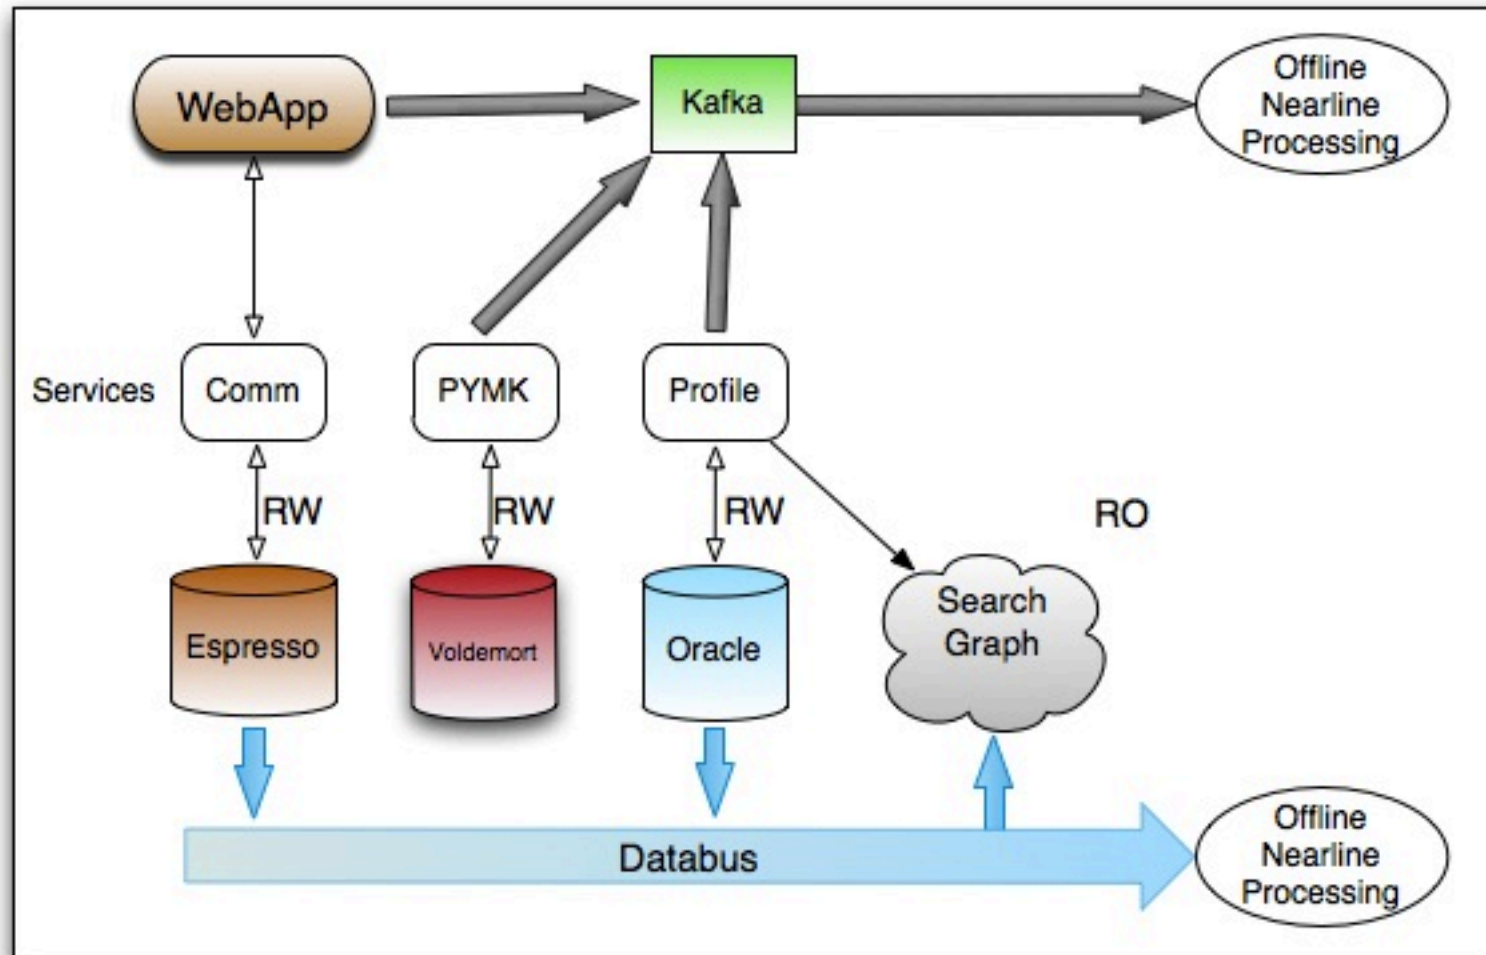 WebApp
Kafka
Offline
Nearline
Processing
Services
Comm
PYMK
Profile
RW
RW
RW
RO
Espresso
Voldemort
Oracle
Search
Graph
Databus
Offline
Nearline
Processing